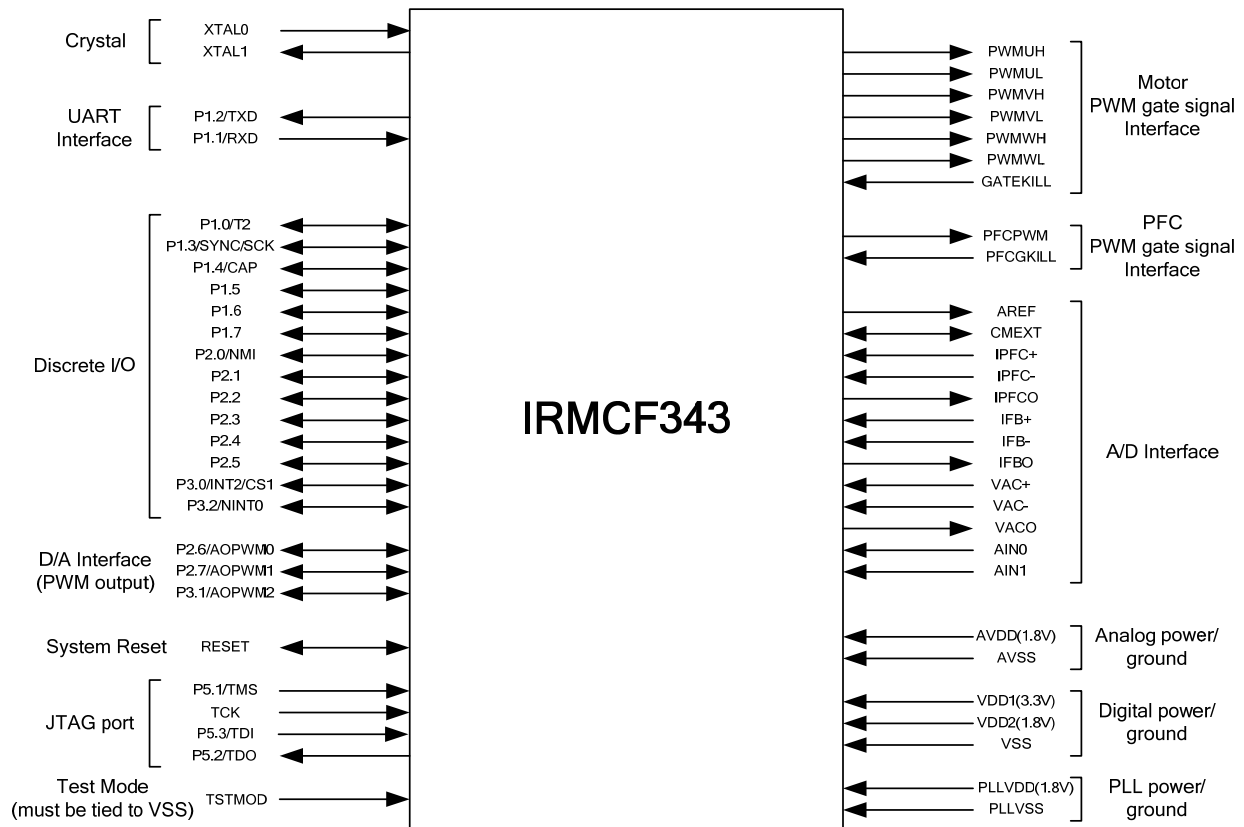 Crystal
XTAL0
XTAL1
UART
Interface
P1.2/TXD
P1.1/RXD
Discrete I/O
P1.0/T2
P1.3/SYNC/SCK
P1.4/CAP
P1.5
P1.6
P1.7
P2.0/NMI
P2.1
P2.2
P2.3
P2.4
P2.5
P3.0/INT2/CS1
P3.2/NINT0
D/A Interface
(PWM output)
P2.6/AOPWM0
P2.7/AOPWM1
P3.1/AOPWM2
System Reset
RESET
JTAG port
P5.1/TMS
TCK
P5.3/TDI
P5.2/TDO
Test Mode
(must be tied to VSS)
TSTMOD
IRMCF343
PWMUH
PWMUL
PWMVH
PWMVL
PWMWH
PWMWL
GATEKILL
Motor
PWM gate signal
Interface
PFCPWM
PFCGKILL
PFC
PWM gate signal
Interface
AREF
CMEXT
IPFC+
IPFC-
IPFCO
IFB+
IFB-
IFBO
VAC+
VAC-
VACO
AIN0
AIN1
A/D Interface
AVDD(1.8V)
AVSS
Analog power/
ground
VDD1(3.3V)
VDD2(1.8V)
VSS
Digital power/
ground
PLLVDD(1.8V)
PLLVSS
PLL power/
ground